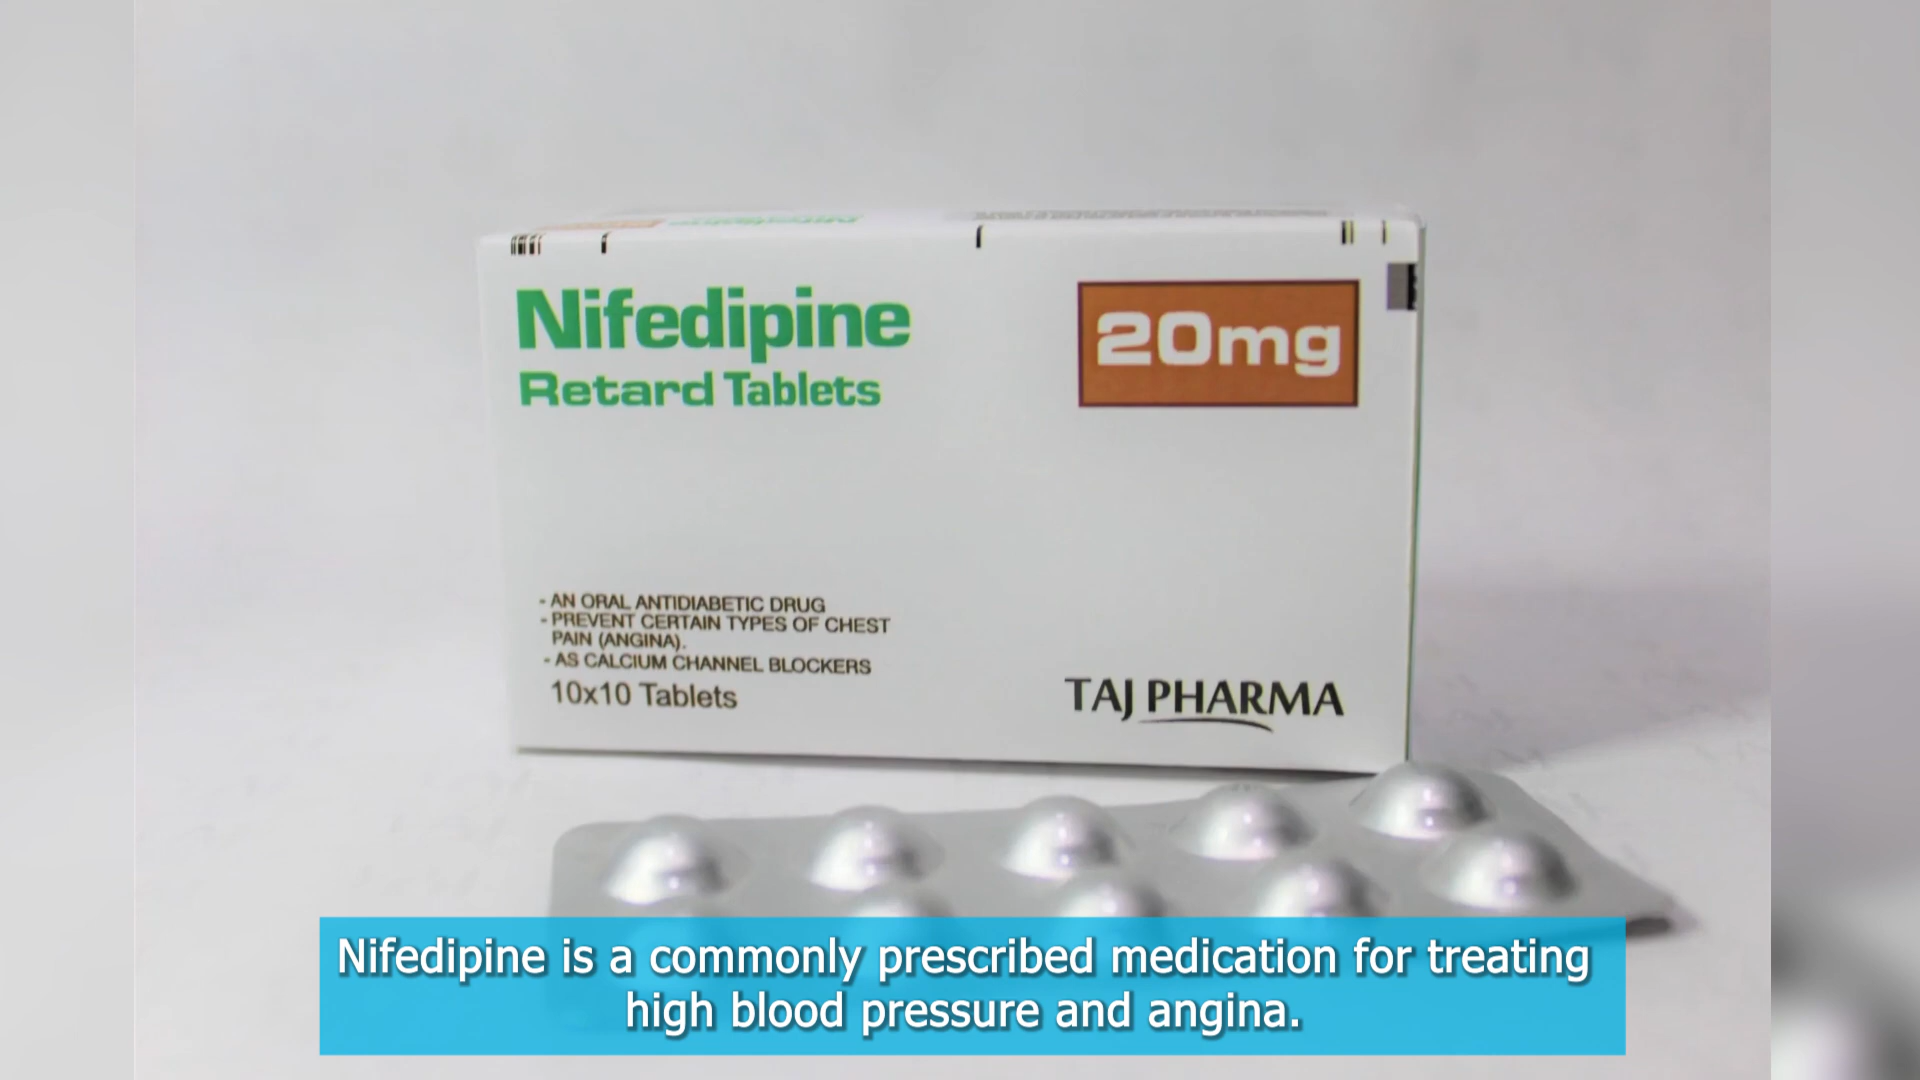 Nifedipine
Retard Tablets
20mg
- AN ORAL ANTIDIABETIC DRUG
- PREVENT CERTAIN TYPES OF CHEST
PAIN (ANGINA).
- AS CALCIUM CHANNEL BLOCKERS
10x10 Tablets
TAJ PHARMA
Nifedipine is a commonly prescribed medication for treating
high blood pressure and angina.